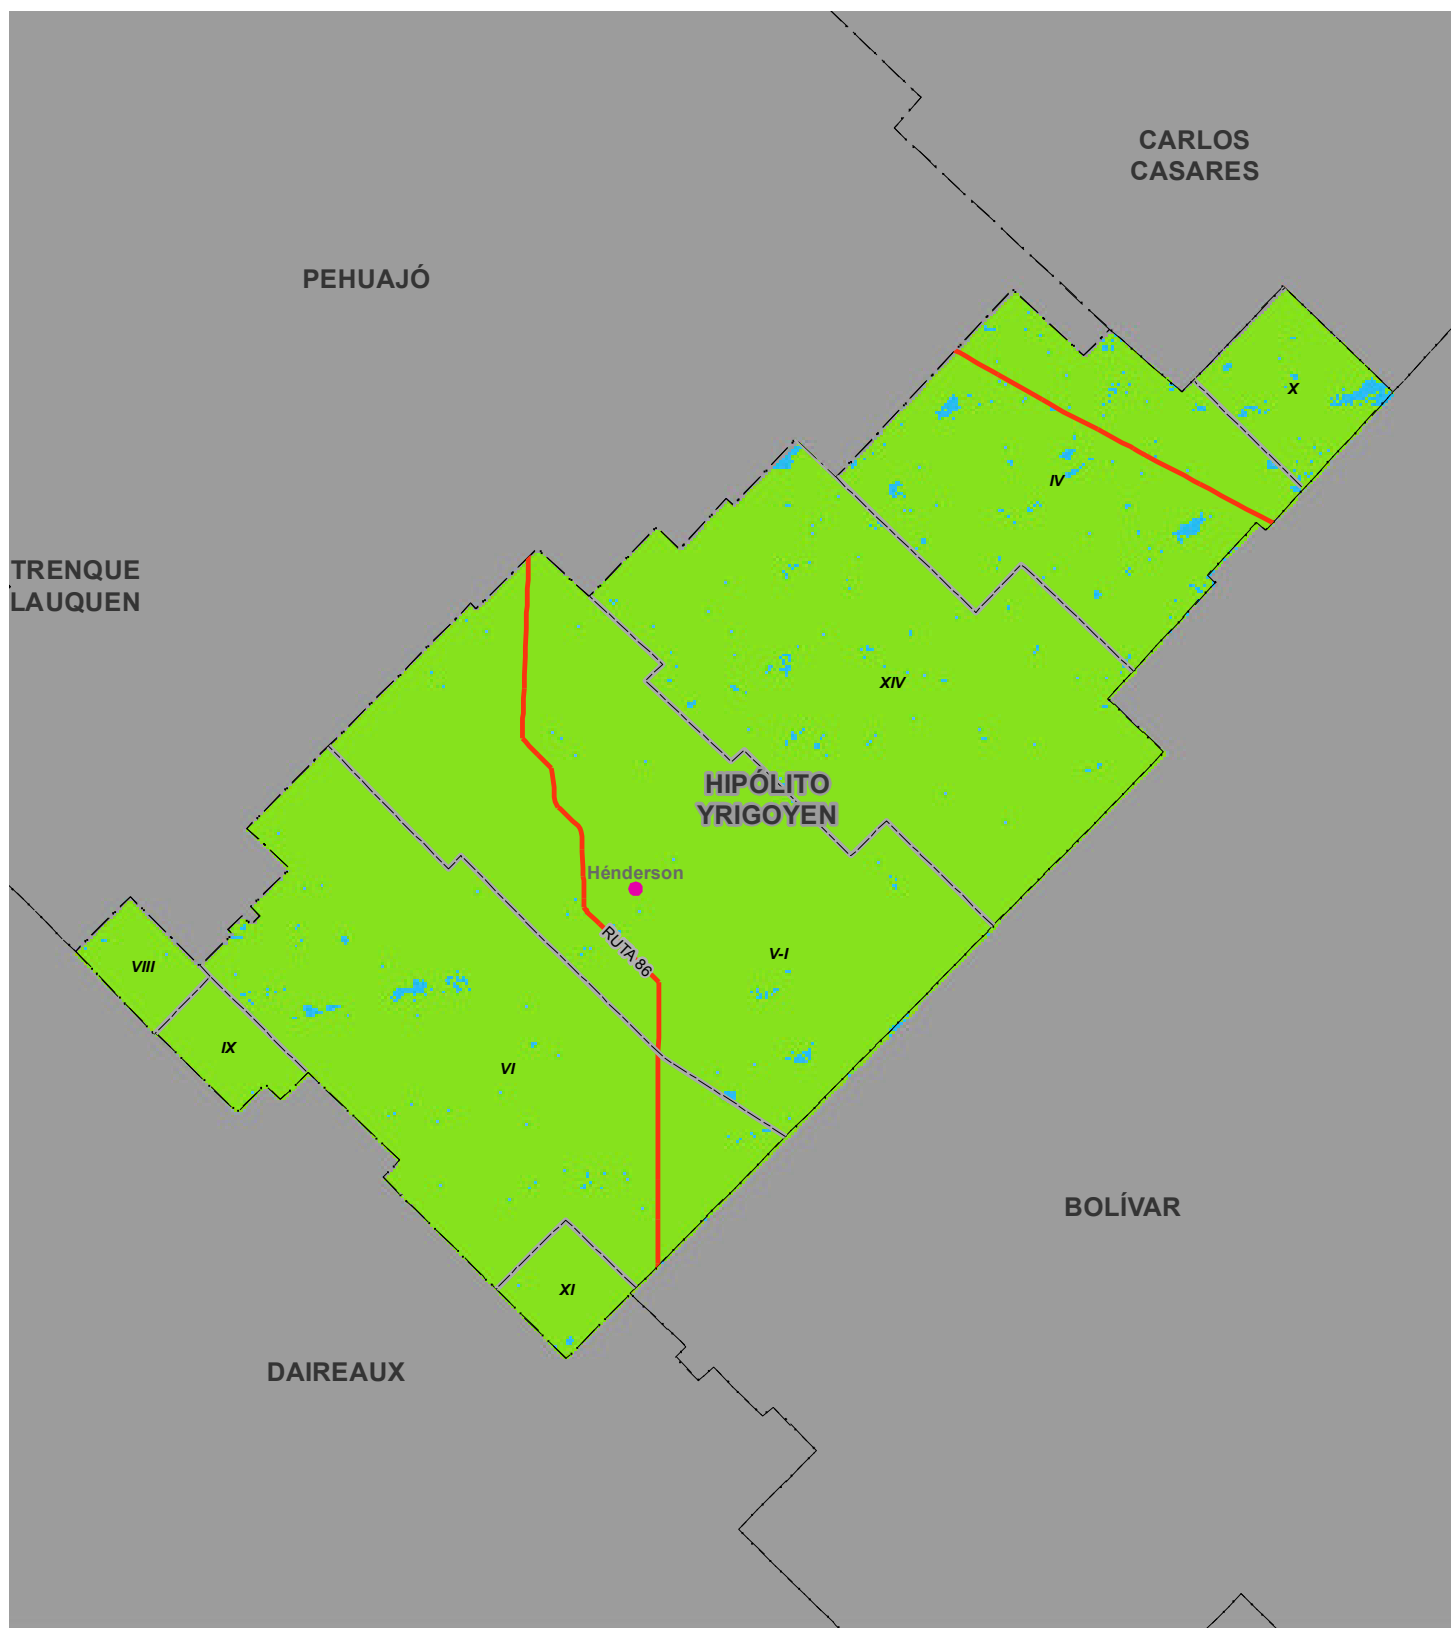 CARLOS
CASARES
PEHUAJÓ
X
IV
TRENQUE
LAUQUEN
XIV
HIPÓLITO
YRIGOYEN
Hénderson
RUTA 86
V-I
VIII
IX
VI
BOLÍVAR
XI
DAIREAUX